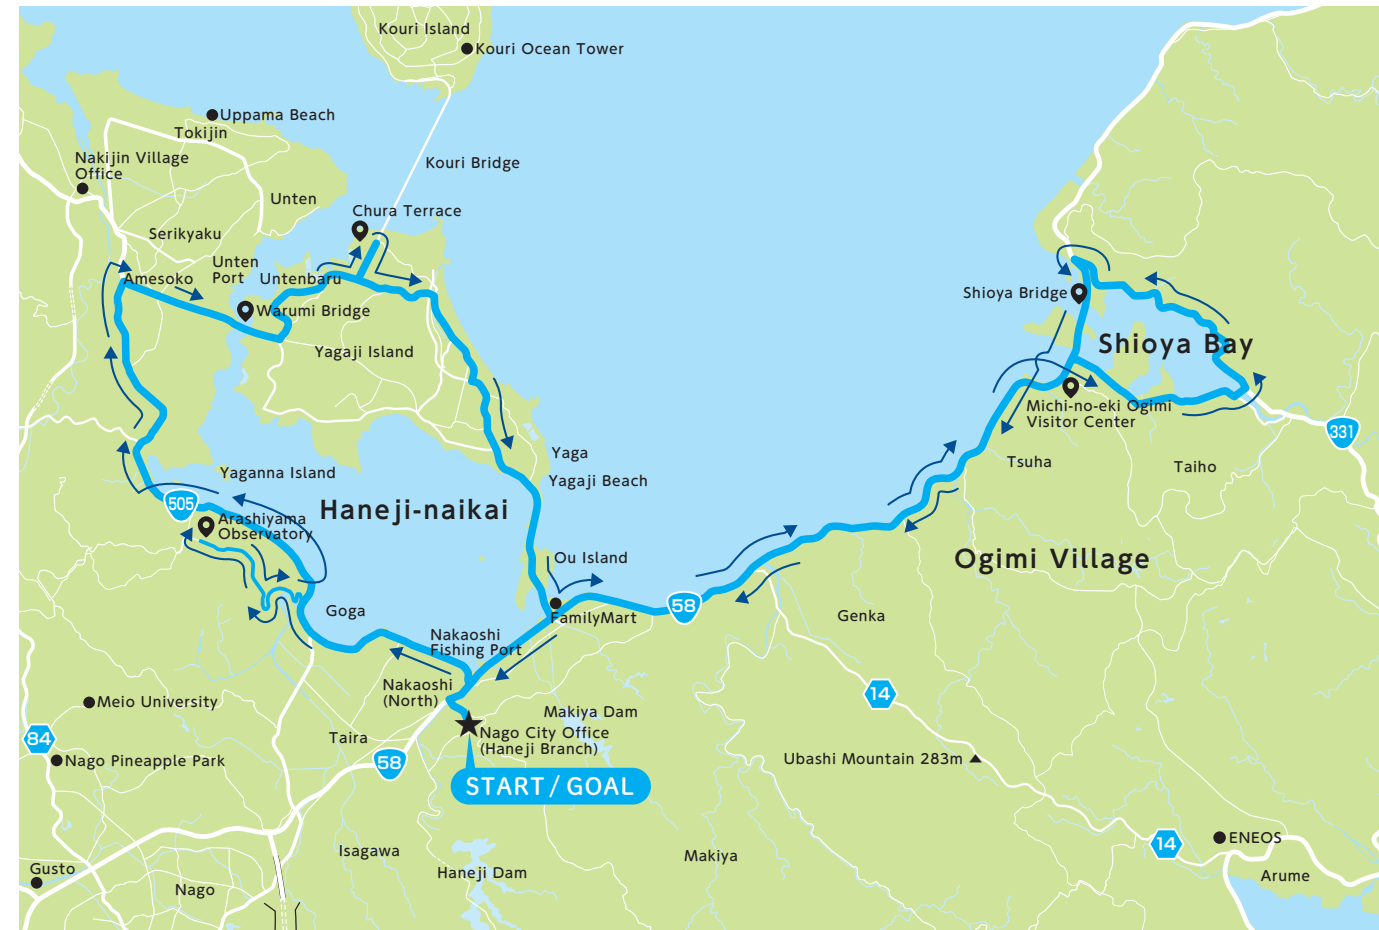 Kouri Island
Kouri Ocean Tower
Uppama Beach
Tokijin
Nakijin Village
Office
Kouri Bridge
Unten
Chura Terrace
Serikyaku
Unten
Port
Amesoko
Untenbaru
Warumi Bridge
Yagaji Island
Shioya Bridge
Shioya Bay
Michi-no-eki Ogimi
Visitor Center
331
Tsuha
Taiho
Yaga
Yagaji Beach
Yaganna Island
505
Haneji-naikai
Arashiyama
Observatory
Ou Island
Ogimi Village
Goga
FamilyMart
58
Genka
Nakaoshi
Fishing Port
Nakaoshi
(North)
14
Meio University
Makiya Dam
Taira
Nago City Office
(Haneji Branch)
84
Nago Pineapple Park
58
START / GOAL
Ubashi Mountain 283m
14
ENEOS
Isagawa
Makiya
Gusto
Haneji Dam
Arume
Nago